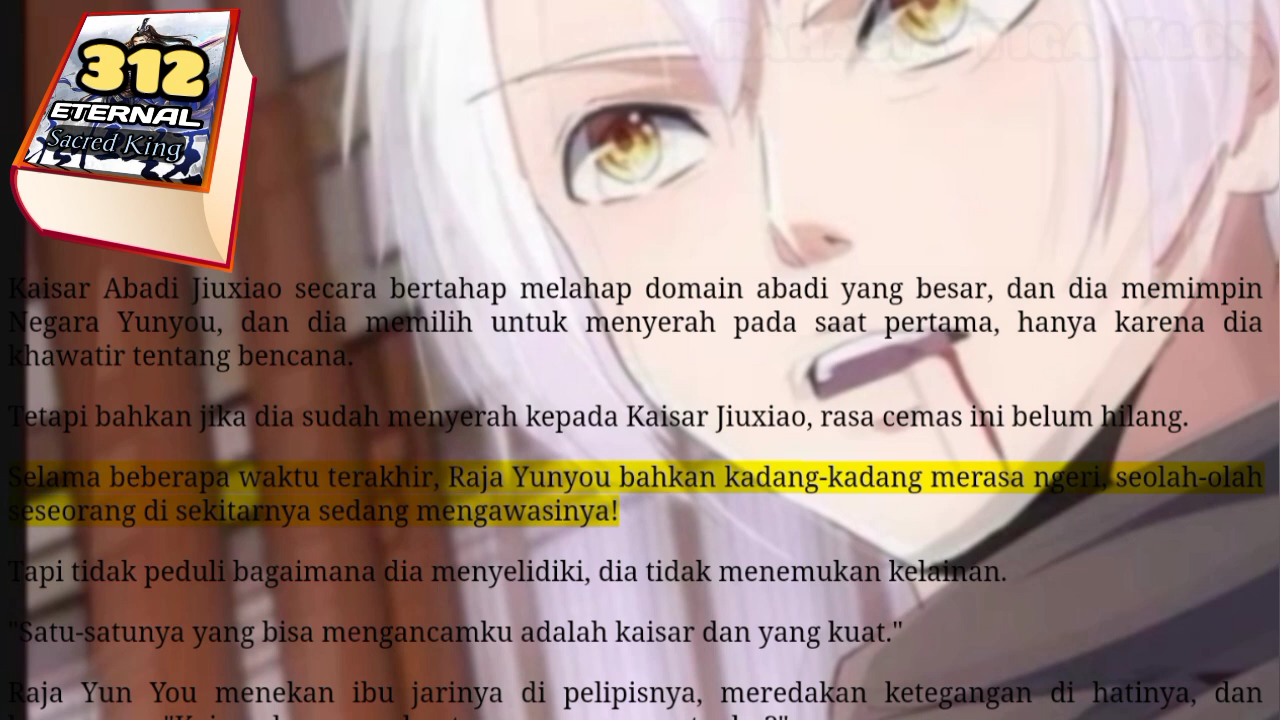 312
ETERNAL
Sacred King
Kaisar Abadi Jiuxiao secara bertahap melahap domain abadi yang besar, dan dia memimpin
Negara Yunyou, dan dia memilih untuk menyerah pada saat pertama, hanya karena dia
khawatir tentang bencana.
Tetapi bahkan jika dia sudah menyerah kepada Kaisar Jiuxiao, rasa cemas ini belum hilang.
Selama beberapa waktu terakhir, Raja Yunyou bahkan kadang-kadang merasa ngeri, seolah-olah
seseorang di sekitarnya sedang mengawasinya!
Tapi tidak peduli bagaimana dia menyelidiki, dia tidak menemukan kelainan.
"Satu-satunya yang bisa mengancamku adalah kaisar dan yang kuat."
Raja Yun You menekan ibu jarinya di pelipisnya, meredakan ketegangan di hatinya, dan